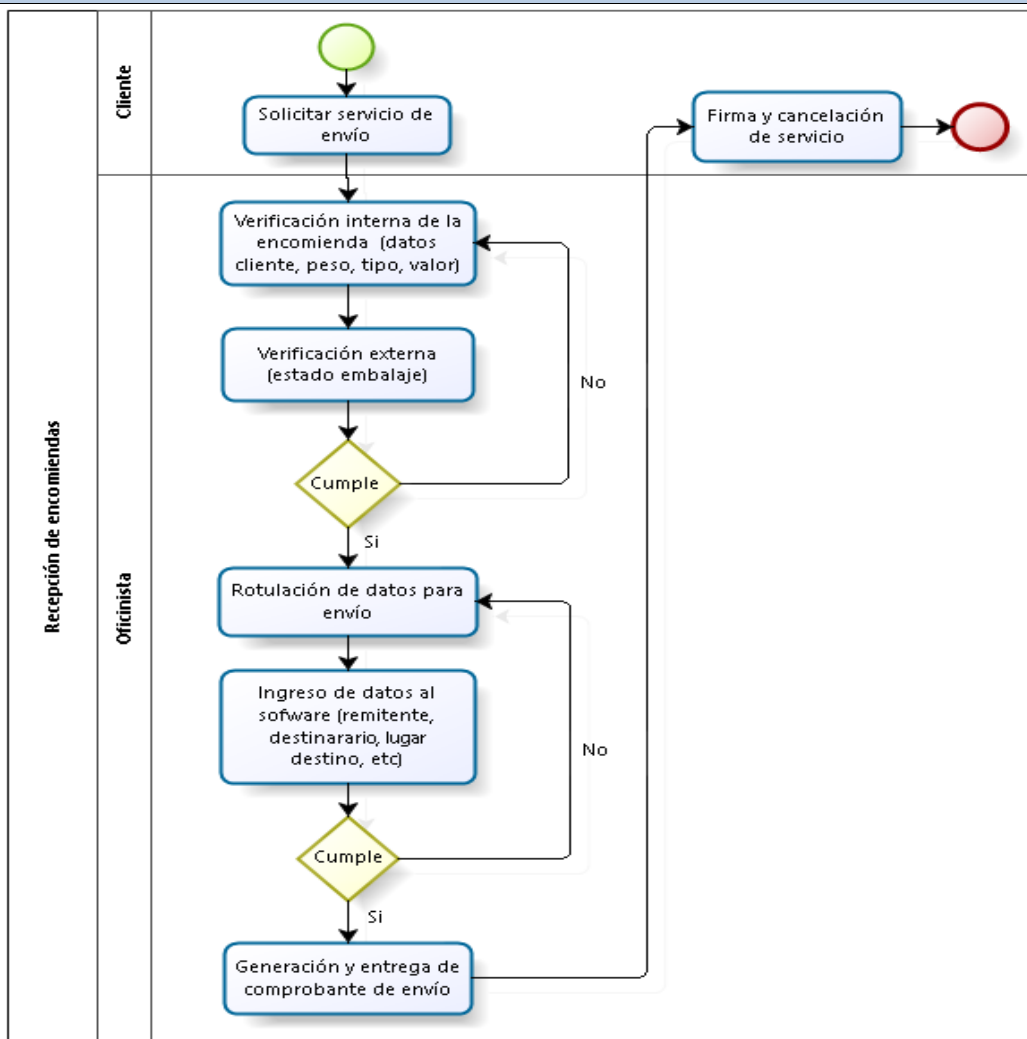 Recepción de encomiendas
Cliente
Solicitar servicio de
envío
Firma y cancelación
de servicio
Oficinista
Verificación interna de la
encomienda (datos
cliente, peso, tipo, valor)
Verificación externa
(estado embalaje)
No
Cumple
Si
Rotulación de datos para
envío
Ingreso de datos al
sofware (remitente,
destinarario, lugar
destino, etc)
No
Cumple
Si
Generación y entrega de
comprobante de envío